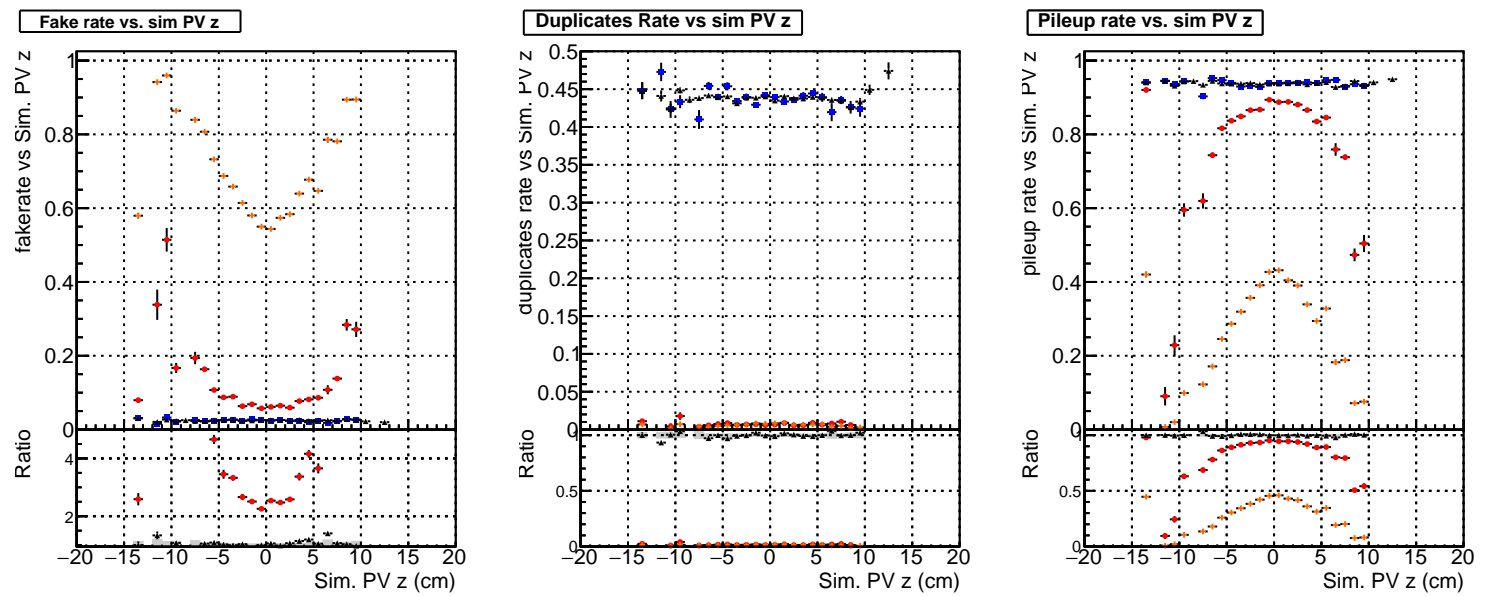 Fake rate vs. sim PV z
fakerate vs Sim. PV z
1
0.8
0.6
0.4
0.2
0
Ratio
4
2
−20 −15 −10 −5 0 5 10 15 20
Sim. PV z (cm)
Duplicates Rate vs sim PV z
duplicates rate vs Sim. PV z
0.5
0.45
0.4
0.35
0.3
0.25
0.2
0.15
0.1
0.05
0
Ratio
0.5
0
−20 −15 −10 −5 0 5 10 15 20
Sim. PV z (cm)
Pileup rate vs. sim PV z
pileup rate vs Sim. PV z
1
0.8
0.6
0.4
0.2
0
Ratio
0.5
0
−20 −15 −10 −5 0 5 10 15 20
Sim. PV z (cm)